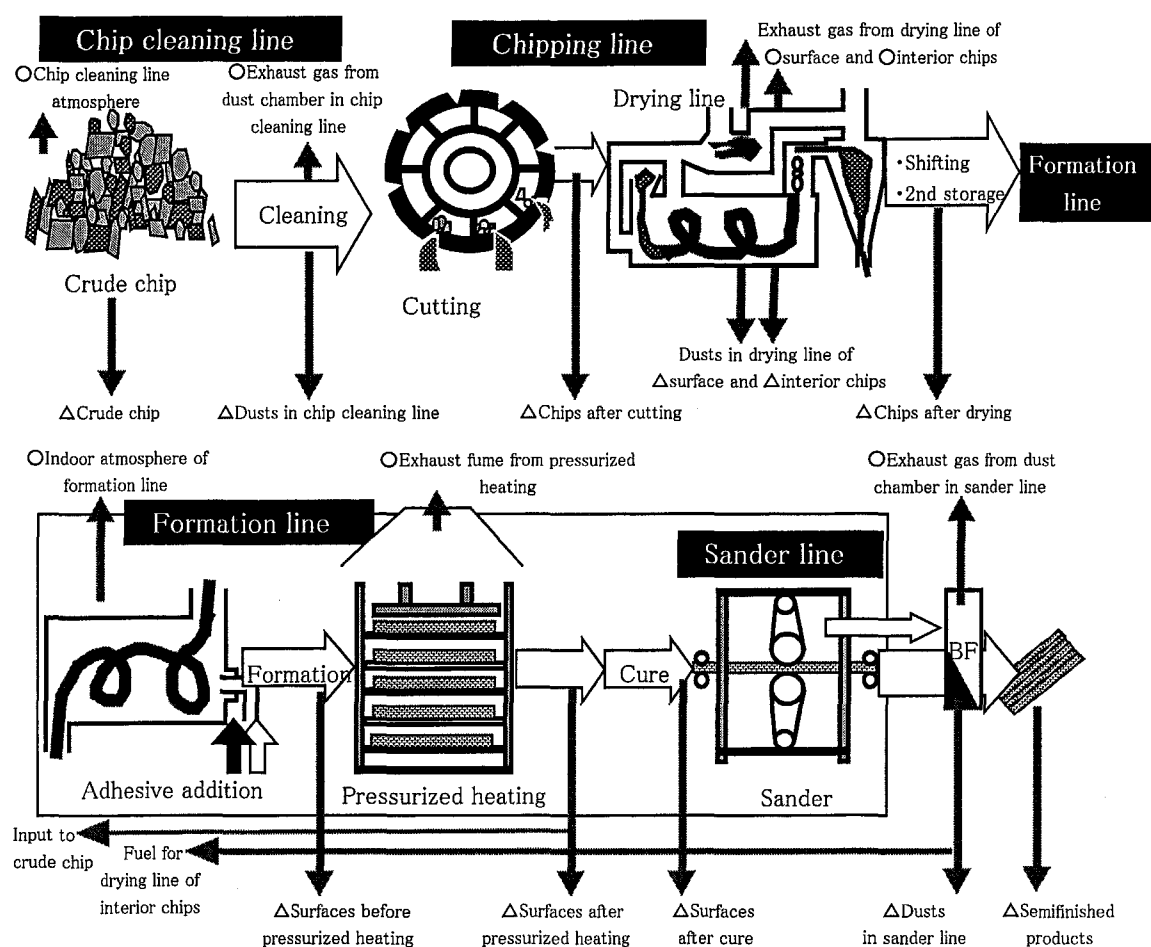 Chip cleaning line
Chipping line
Exhaust gas from drying line of
○surface and ○interior chips
○Chip cleaning line
atmosphere
○Exhaust gas from
dust chamber in chip
cleaning line
Drying line
Cleaning
・Shifting
・2nd storage
Formation
line
Crude chip
Cutting
Dusts in drying line of
△surface and △interior chips
△Crude chip
△Dusts in chip cleaning line
△Chips after cutting
△Chips after drying
○Indoor atmosphere of
formation line
○Exhaust fume from pressurized
heating
○Exhaust gas from dust
chamber in sander line
Formation line
Sander line
Formation
Cure
BF
Adhesive addition
Pressurized heating
Sander
Input to
crude chip
Fuel for
drying line of
interior chips
△Surfaces before
pressurized heating
△Surfaces after
pressurized heating
△Surfaces
after cure
△Dusts
in sander line
△Semifinished
products